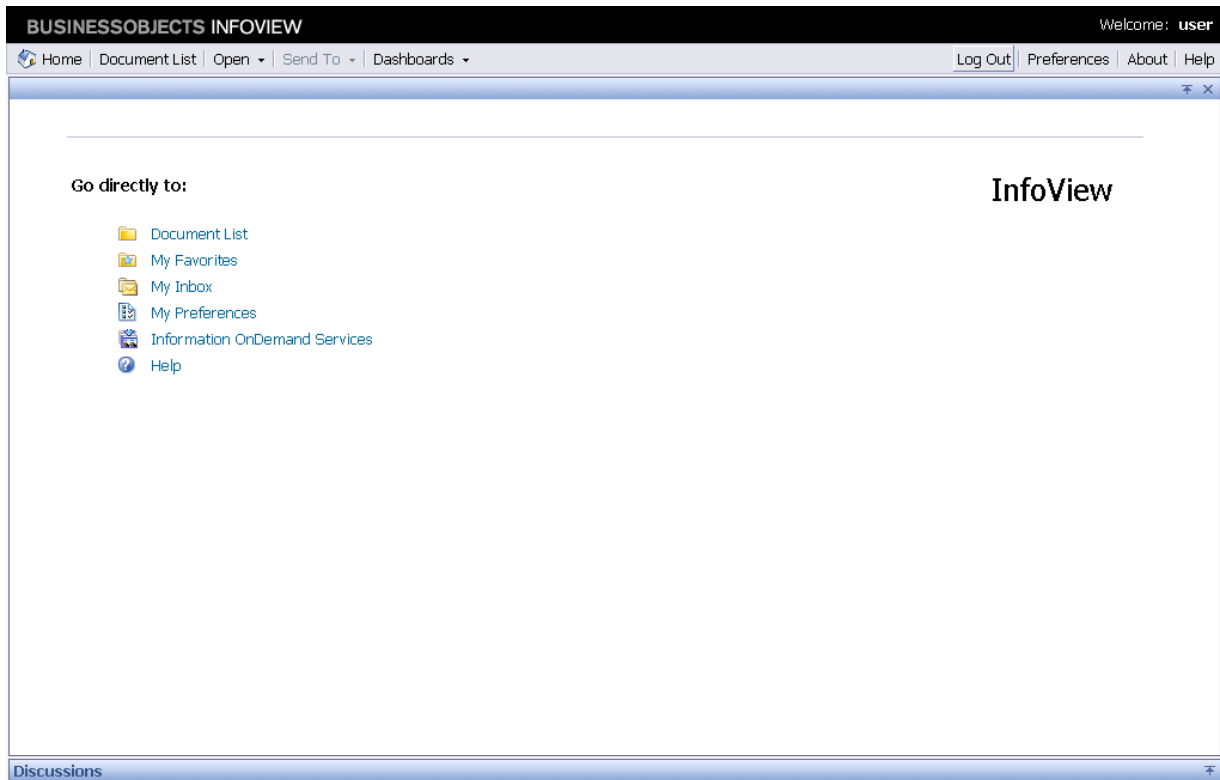 BUSINESSOBJECTS INFOVIEW Welcome: user
Home Document List Open Send To Dashboards Log Out Preferences About Help
Go directly to:
InfoView
Document List
My Favorites
My Inbox
My Preferences
Information OnDemand Services
Help
Discussions